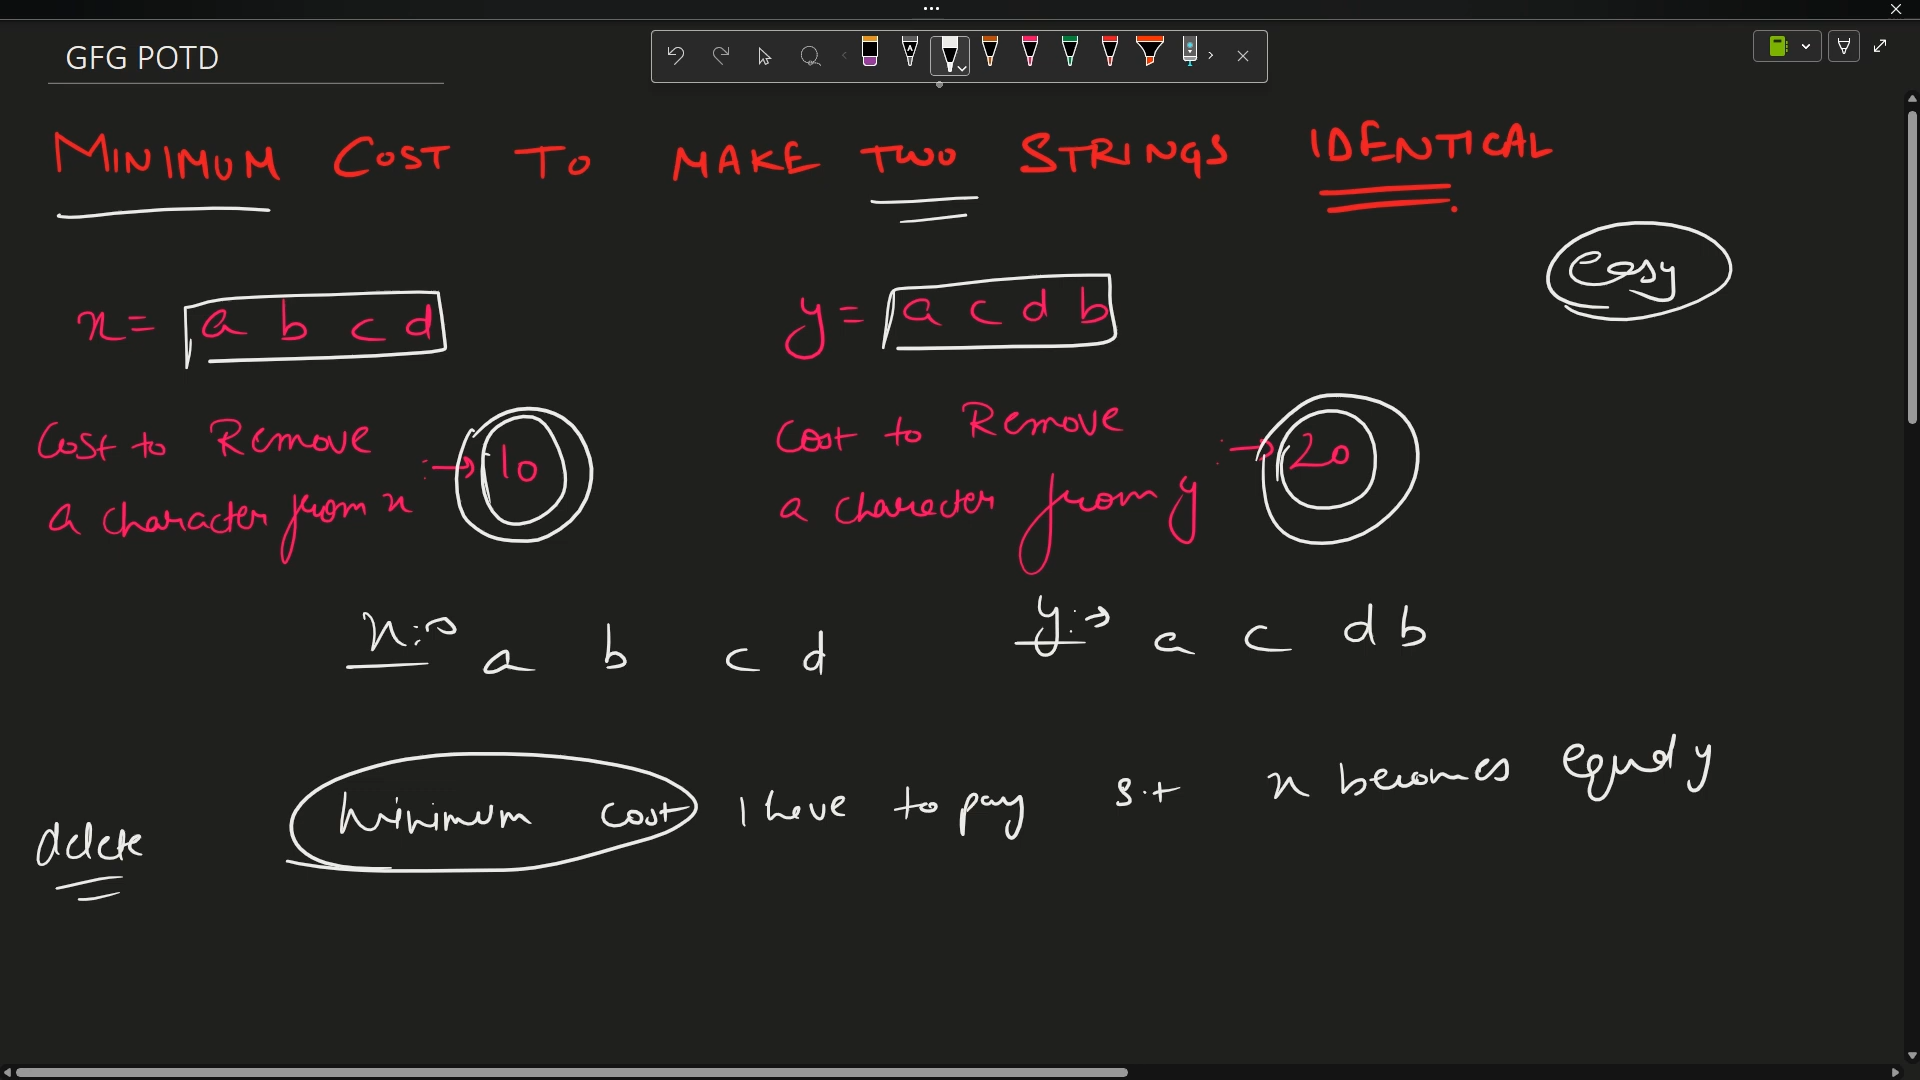 GFG POTD
MINIMUM COST TO MAKE TWO STRINGS IDENTICAL.
easy
x = a b c d
y = a c d b
Cost to Remove a character from x :→ 10
Cost to Remove a character from y :→ 20
x :→ a b c d
y :→ a c d b
Minimum cost I have to pay s.t x becomes equal y
delete